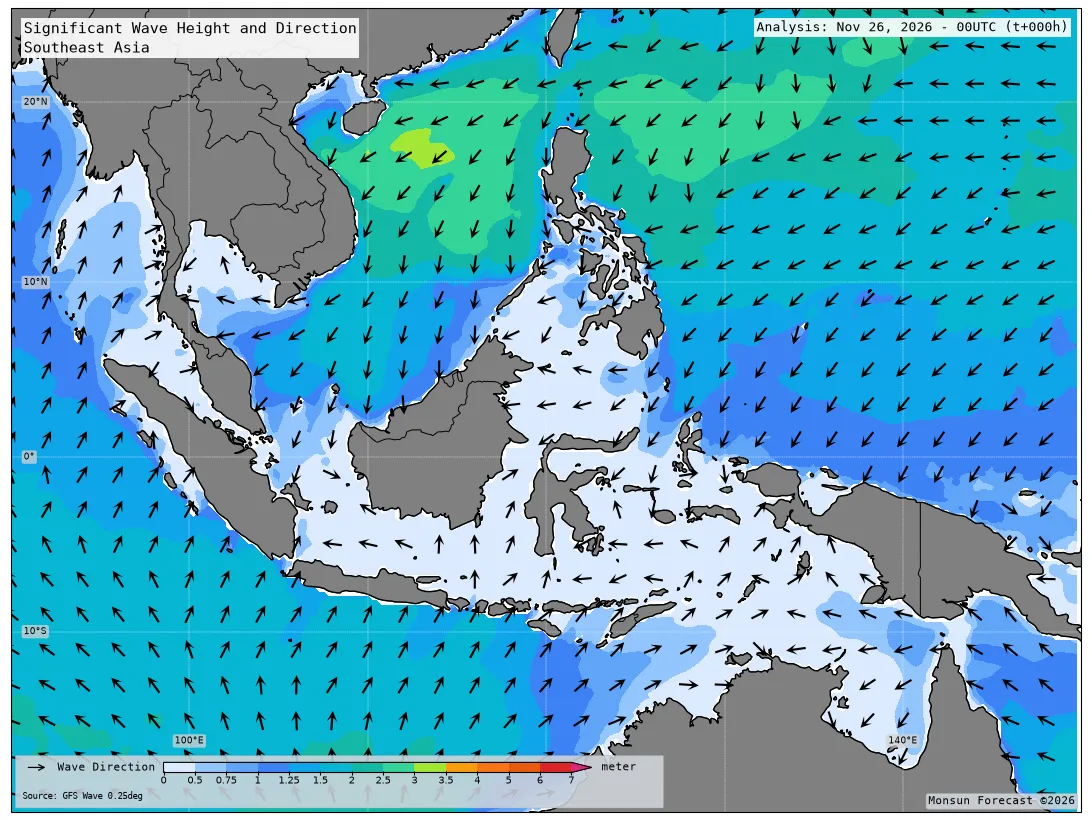 Significant Wave Height and Direction
Southeast Asia
Analysis: Nov 26, 2026 - 00UTC (t+000h)
20°N
10°N
0°
10°S
100°E
140°E
Wave Direction
meter
0 0.5 0.75 1 1.25 1.5 2 2.5 3 3.5 4 5 6 7
Source: GFS Wave 0.25deg
Monsun Forecast ©2026